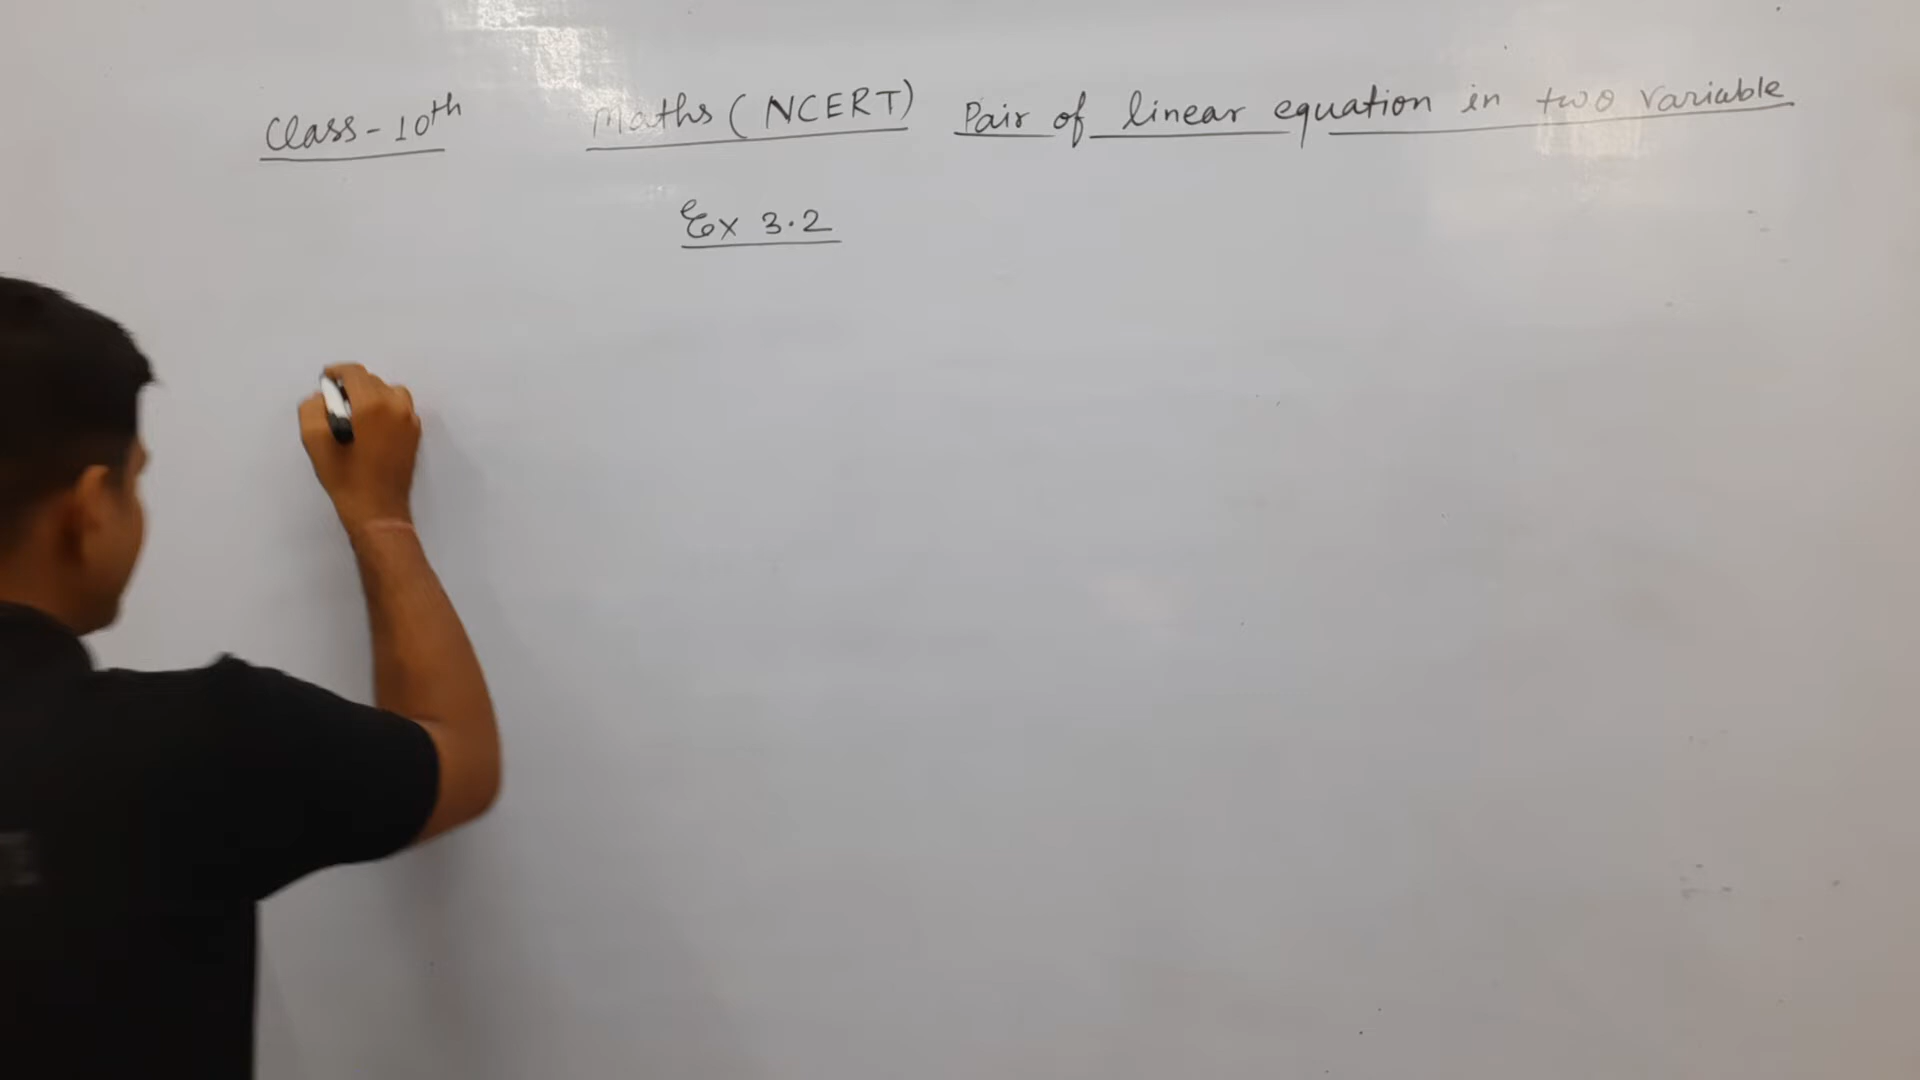 Class-10th Maths (NCERT) Pair of linear equation in two variable
Ex 3.2